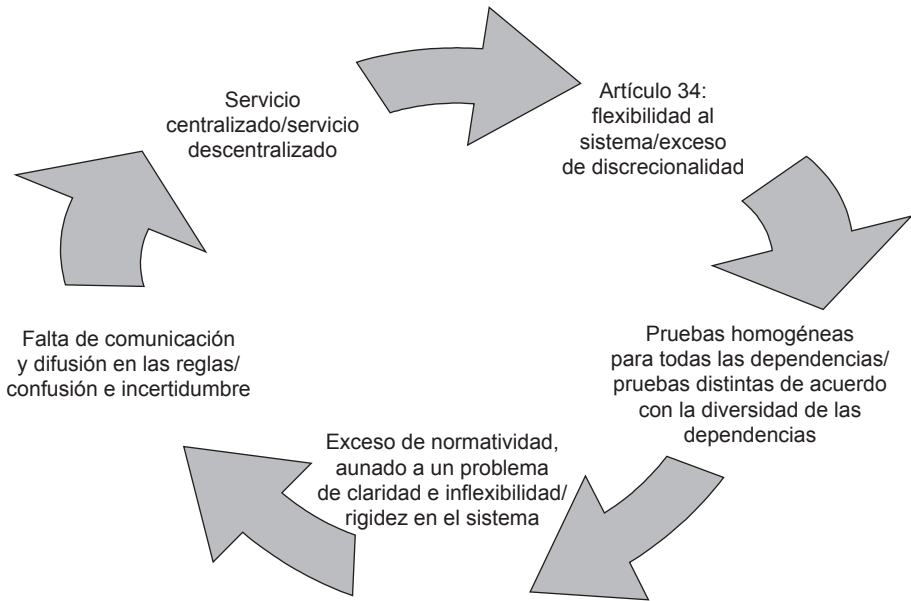 Servicio
centralizado/servicio
descentralizado
Artículo 34:
flexibilidad al
sistema/exceso
de discrecionalidad
Pruebas homogéneas
para todas las dependencias/
pruebas distintas de acuerdo
con la diversidad de las
dependencias
Exceso de normatividad,
aunado a un problema
de claridad e inflexibilidad/
rigidez en el sistema
Falta de comunicación
y difusión en las reglas/
confusión e incertidumbre